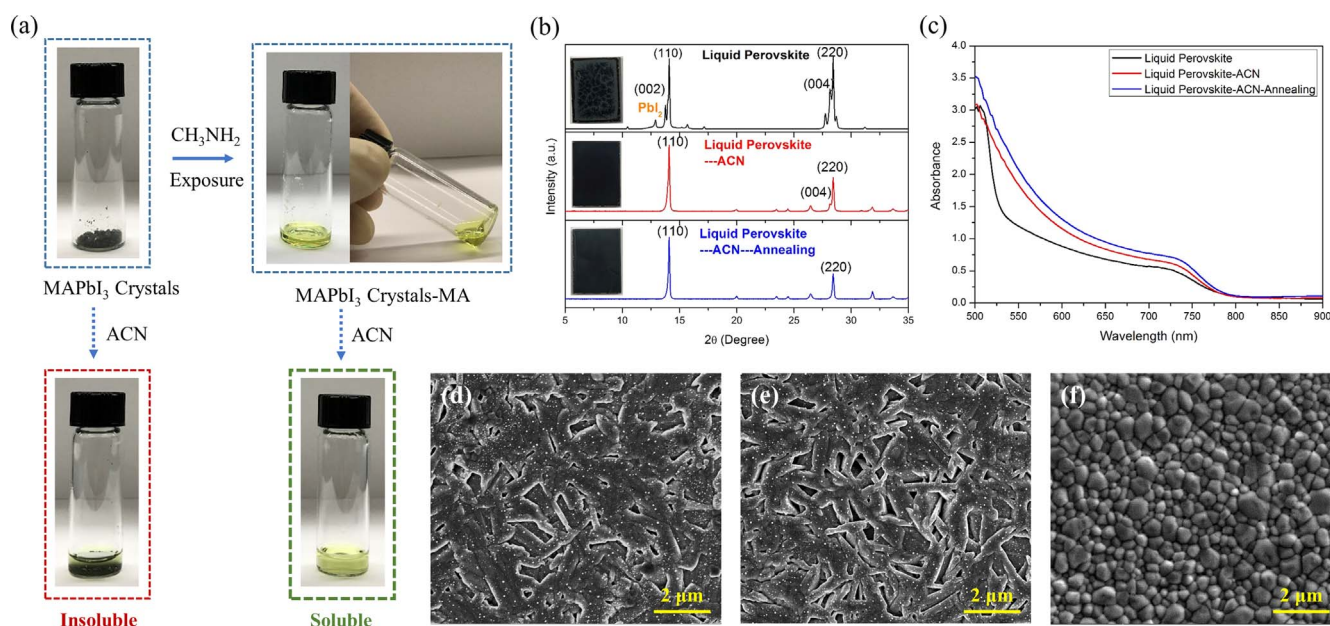 (a)
CH₃NH₂
Exposure
MAPbI₃ Crystals
MAPbI₃ Crystals-MA
ACN
ACN
Insoluble
Soluble
(b)
Intensity (a.u.)
Liquid Perovskite
(002)
PbI₂
(110)
(004)
(220)
Liquid Perovskite
---ACN
(110)
(004)
(220)
Liquid Perovskite
---ACN---Annealing
(110)
(220)
5 10 15 20 25 30 35
2θ (Degree)
(c)
Absorbance
4.0
3.5
3.0
2.5
2.0
1.5
1.0
0.5
0.0
Liquid Perovskite
Liquid Perovskite-ACN
Liquid Perovskite-ACN-Annealing
500 550 600 650 700 750 800 850 900
Wavelength (nm)
(d)
2 μm
(e)
2 μm
(f)
2 μm